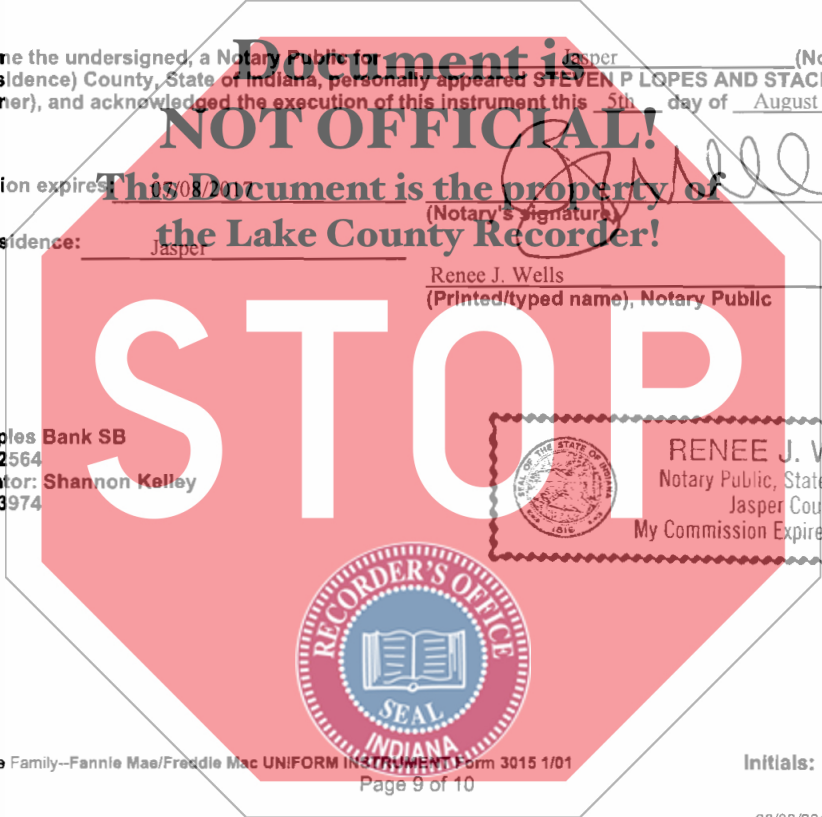 Document is
ne the undersigned, a Notary Public for Jasper (No
sidence) County, State of Indiana, personally appeared STEVEN P LOPES AND STACI
ner), and acknowledged the execution of this instrument this 5th day of August
NOT OFFICIAL!
ion expires: 05/08/2017
This Document is the property of
(Notary's signature)
the Lake County Recorder!
sidence: Jasper
Renee J. Wells
(Printed/typed name), Notary Public
STOP
ples Bank SB
2564
tor: Shannon Kelley
3974
SEAL OF THE STATE OF INDIANA
1816
RENEE J. W
Notary Public, State
Jasper Cou
My Commission Expire
RECORDER'S OFFICE
SEAL
INDIANA
e Family--Fannie Mae/Freddie Mac UNIFORM INSTRUMENT Form 3015 1/01
Initials:
Page 9 of 10